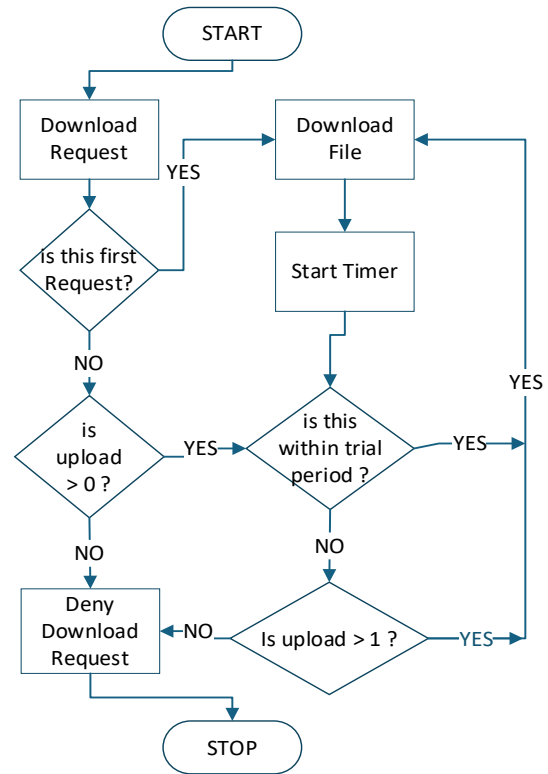 START
Download
Request
Download
File
YES
is this first
Request?
Start Timer
NO
YES
is
upload
> 0 ?
YES
is this
within trial
period ?
YES
NO
NO
Deny
Download
Request
NO
Is upload > 1 ?
YES
STOP